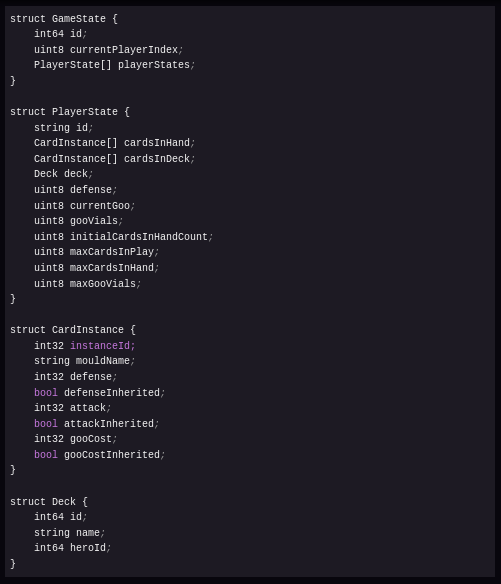 struct GameState {
    int64 id;
    uint8 currentPlayerIndex;
    PlayerState[] playerStates;
}

struct PlayerState {
    string id;
    CardInstance[] cardsInHand;
    CardInstance[] cardsInDeck;
    Deck deck;
    uint8 defense;
    uint8 currentGoo;
    uint8 gooVials;
    uint8 initialCardsInHandCount;
    uint8 maxCardsInPlay;
    uint8 maxCardsInHand;
    uint8 maxGooVials;
}

struct CardInstance {
    int32 instanceId;
    string mouldName;
    int32 defense;
    bool defenseInherited;
    int32 attack;
    bool attackInherited;
    int32 gooCost;
    bool gooCostInherited;
}

struct Deck {
    int64 id;
    string name;
    int64 heroId;
}